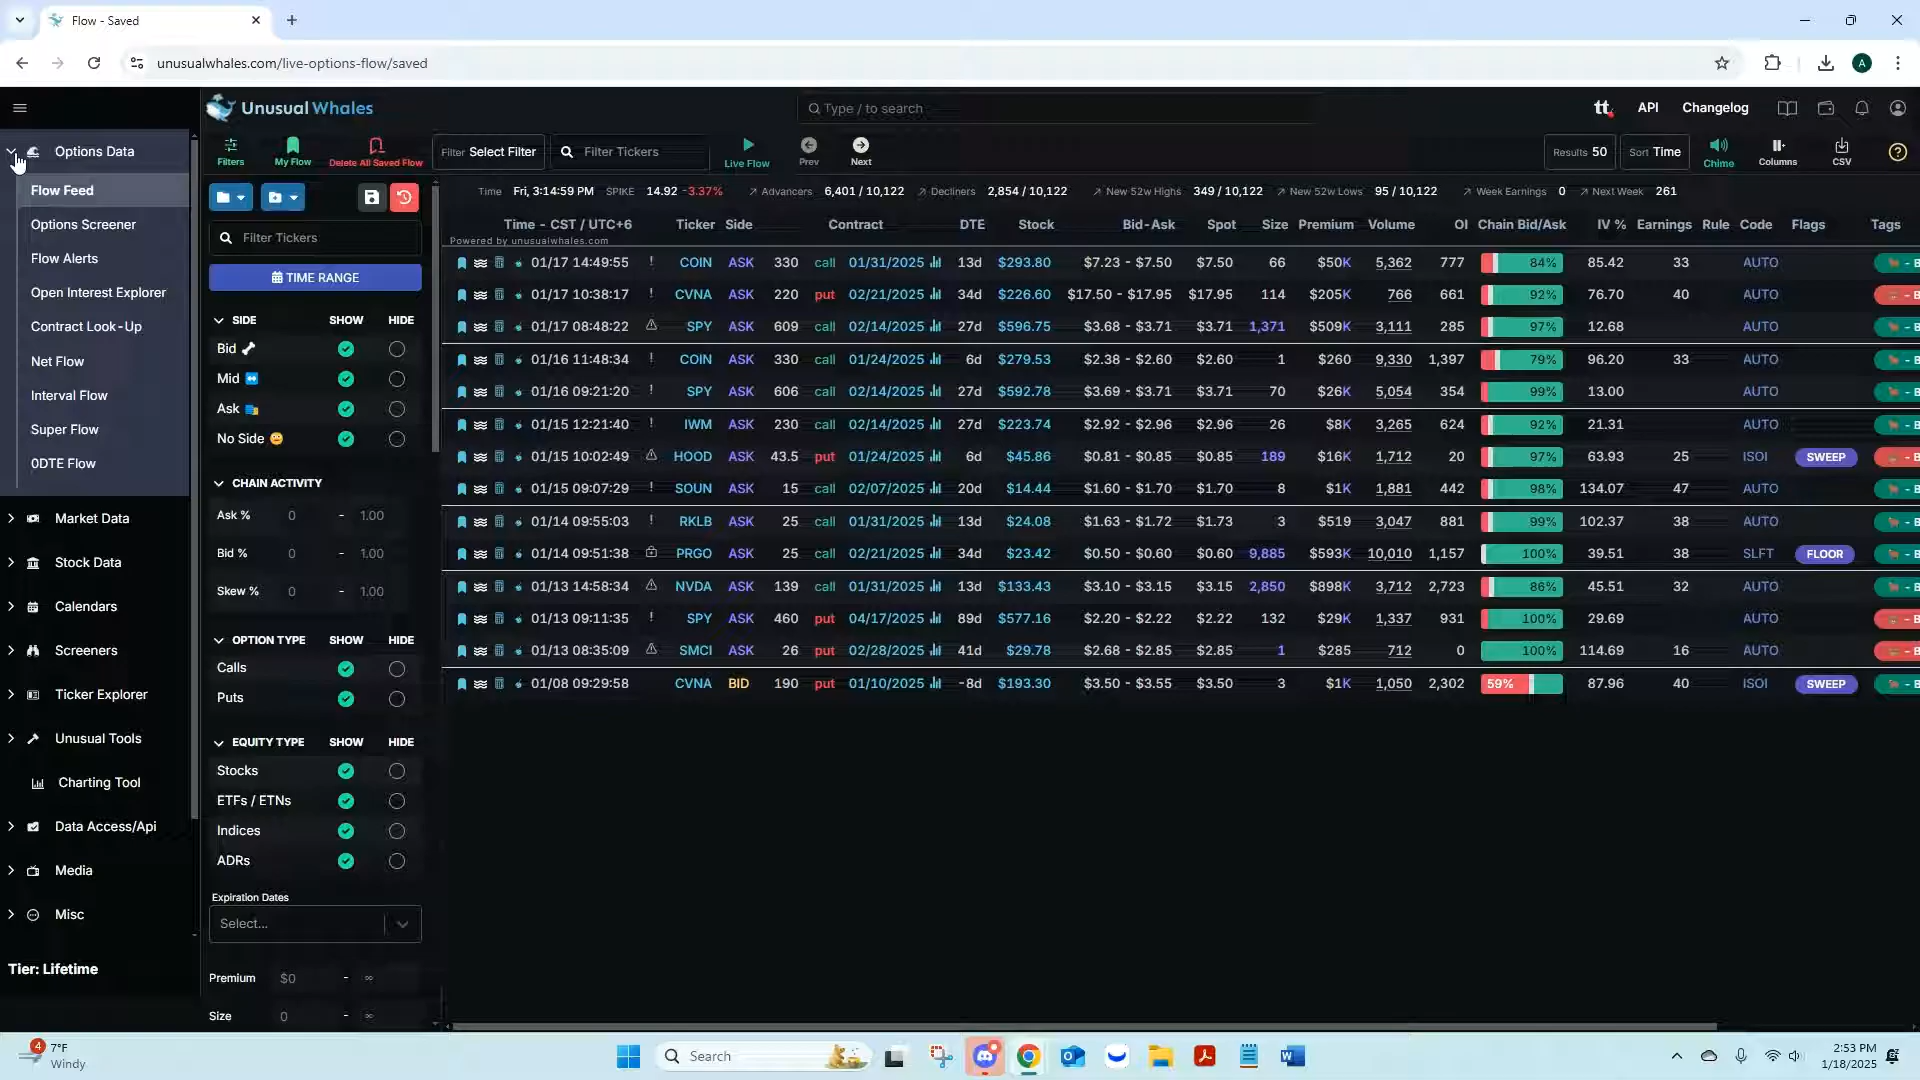 Flow - Saved
unusualwhales.com/live-options-flow/saved
A
Unusual Whales
Type / to search
tt
API
Changelog
Options Data
Filters
My Flow
Delete All Saved Flow
Filter Select Filter
Filter Tickers
Live Flow
Prev
Next
Results 50
Sort Time
Chime
Columns
CSV
Flow Feed
Options Screener
Flow Alerts
Open Interest Explorer
Contract Look-Up
Net Flow
Interval Flow
Super Flow
0DTE Flow
Market Data
Stock Data
Calendars
Screeners
Ticker Explorer
Unusual Tools
Charting Tool
Data Access/Api
Media
Misc
Tier: Lifetime
Filter Tickers
TIME RANGE
SIDE SHOW HIDE
Bid
Mid
Ask
No Side
CHAIN ACTIVITY
Ask % 0 - 1.00
Bid % 0 - 1.00
Skew % 0 - 1.00
OPTION TYPE SHOW HIDE
Calls
Puts
EQUITY TYPE SHOW HIDE
Stocks
ETFs / ETNs
Indices
ADRs
Expiration Dates
Select...
Premium $0 - ∞
Size 0 - ∞
Time Fri, 3:14:59 PM SPIKE 14.92 -3.37% Advancers 6,401 / 10,122 Decliners 2,854 / 10,122 New 52w Highs 349 / 10,122 New 52w Lows 95 / 10,122 Week Earnings 0 Next Week 261
Time - CST / UTC+6 Ticker Side Contract DTE Stock Bid-Ask Spot Size Premium Volume OI Chain Bid/Ask IV % Earnings Rule Code Flags Tags
Powered by unusualwhales.com
01/17 14:49:55 ! COIN ASK 330 call 01/31/2025 13d $293.80 $7.23 - $7.50 $7.50 66 $50K 5,362 777 84% 85.42 33 AUTO - B
01/17 10:38:17 ! CVNA ASK 220 put 02/21/2025 34d $226.60 $17.50 - $17.95 $17.95 114 $205K 766 661 92% 76.70 40 AUTO - B
01/17 08:48:22 SPY ASK 609 call 02/14/2025 27d $596.75 $3.68 - $3.71 $3.71 1,371 $509K 3,111 285 97% 12.68 AUTO - B
01/16 11:48:34 ! COIN ASK 330 call 01/24/2025 6d $279.53 $2.38 - $2.60 $2.60 1 $260 9,330 1,397 79% 96.20 33 AUTO - B
01/16 09:21:20 ! SPY ASK 606 call 02/14/2025 27d $592.78 $3.69 - $3.71 $3.71 70 $26K 5,054 354 99% 13.00 AUTO - B
01/15 12:21:40 ! IWM ASK 230 call 02/14/2025 27d $223.74 $2.92 - $2.96 $2.96 26 $8K 3,265 624 92% 21.31 AUTO - B
01/15 10:02:49 HOOD ASK 43.5 put 01/24/2025 6d $45.86 $0.81 - $0.85 $0.85 189 $16K 1,712 20 97% 63.93 25 ISOI SWEEP - B
01/15 09:07:29 ! SOUN ASK 15 call 02/07/2025 20d $14.44 $1.60 - $1.70 $1.70 8 $1K 1,881 442 98% 134.07 47 AUTO - B
01/14 09:55:03 ! RKLB ASK 25 call 01/31/2025 13d $24.08 $1.63 - $1.72 $1.73 3 $519 3,047 881 99% 102.37 38 AUTO - B
01/14 09:51:38 PRGO ASK 25 call 02/21/2025 34d $23.42 $0.50 - $0.60 $0.60 9,885 $593K 10,010 1,157 100% 39.51 38 SLFT FLOOR - B
01/13 14:58:34 NVDA ASK 139 call 01/31/2025 13d $133.43 $3.10 - $3.15 $3.15 2,850 $898K 3,712 2,723 86% 45.51 32 AUTO - B
01/13 09:11:35 ! SPY ASK 460 put 04/17/2025 89d $577.16 $2.20 - $2.22 $2.22 132 $29K 1,337 931 100% 29.69 AUTO - B
01/13 08:35:09 SMCI ASK 26 put 02/28/2025 41d $29.78 $2.68 - $2.85 $2.85 1 $285 712 0 100% 114.69 16 AUTO - B
01/08 09:29:58 CVNA BID 190 put 01/10/2025 -8d $193.30 $3.50 - $3.55 $3.50 3 $1K 1,050 2,302 59% 87.96 40 ISOI SWEEP - B
4
7°F
Windy
Search
2:53 PM
1/18/2025